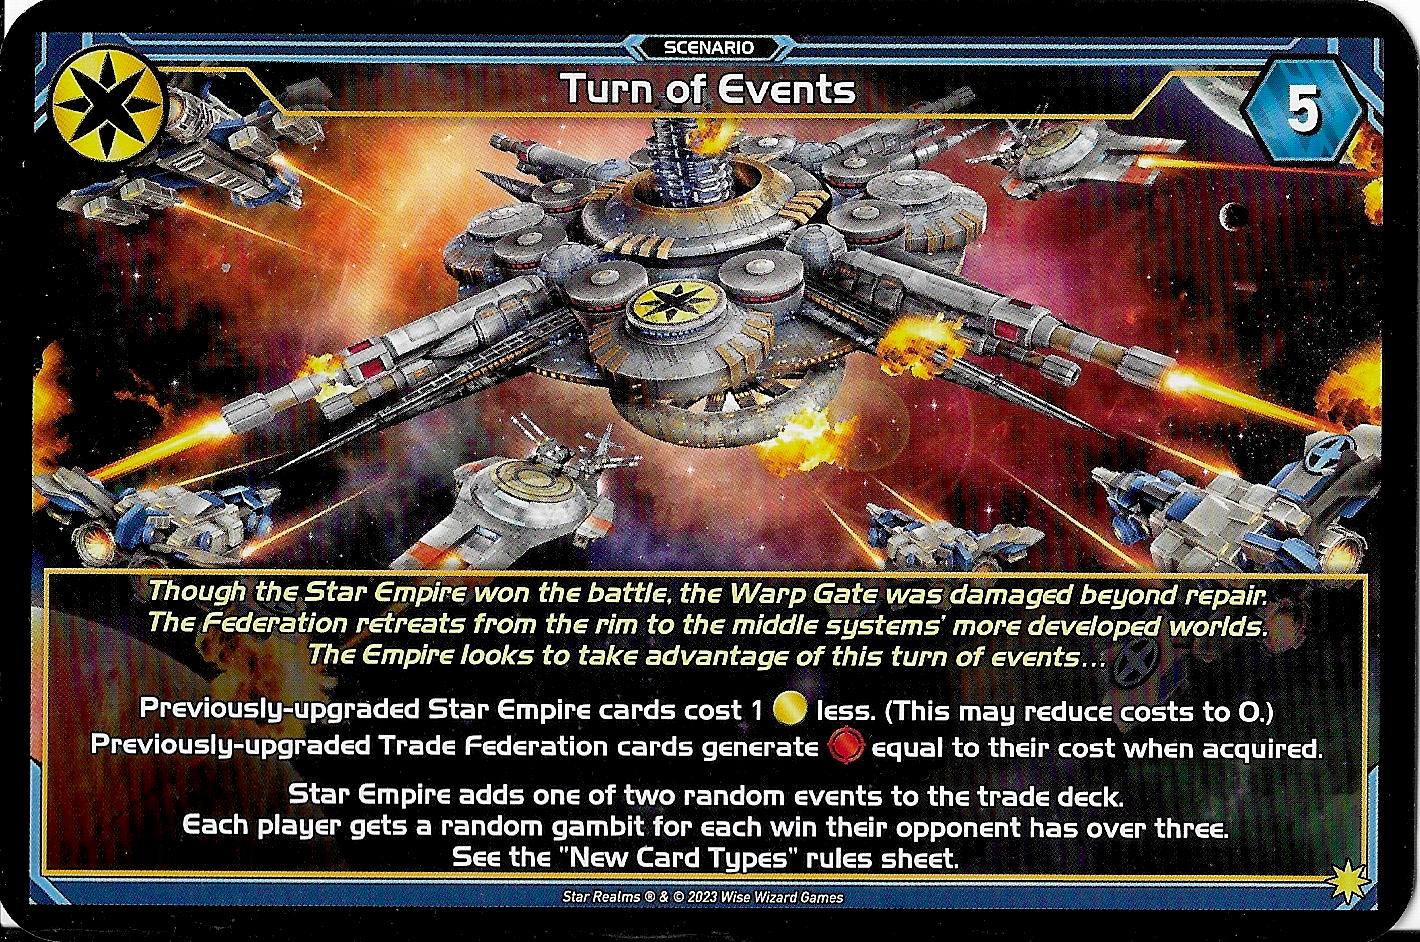 SCENARIO
Turn of Events
5
Though the Star Empire won the battle, the Warp Gate was damaged beyond repair.
The Federation retreats from the rim to the middle systems' more developed worlds.
The Empire looks to take advantage of this turn of events...
Previously-upgraded Star Empire cards cost 1 less. (This may reduce costs to 0.)
Previously-upgraded Trade Federation cards generate equal to their cost when acquired.
Star Empire adds one of two random events to the trade deck.
Each player gets a random gambit for each win their opponent has over three.
See the "New Card Types" rules sheet.
Star Realms ® & © 2023 Wise Wizard Games